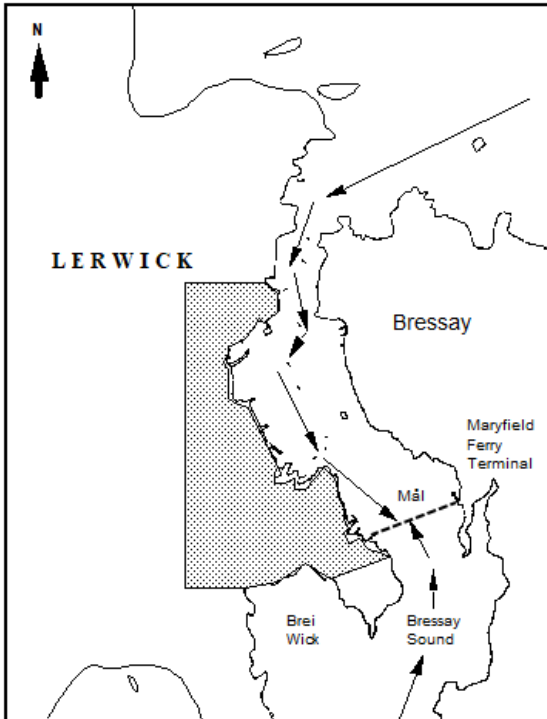 N
LERWICK
Bressay
Maryfield
Ferry
Terminal
Mål
Brei
Wick
Bressay
Sound